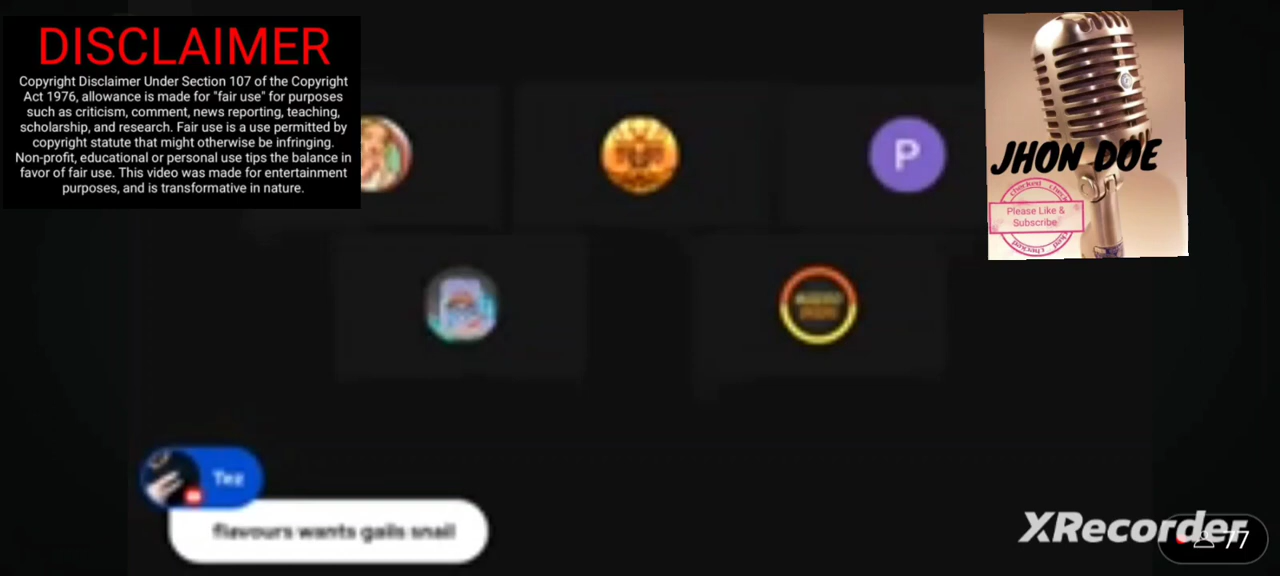 DISCLAIMER
Copyright Disclaimer Under Section 107 of the Copyright
Act 1976, allowance is made for "fair use" for purposes
such as criticism, comment, news reporting, teaching,
scholarship, and research. Fair use is a use permitted by
copyright statute that might otherwise be infringing.
Non-profit, educational or personal use tips the balance in
favor of fair use. This video was made for entertainment
purposes, and is transformative in nature.
P
JHON DOE
checked
Please Like &
Subscribe
Tez
flavours wants gails snail
XRecorder
77